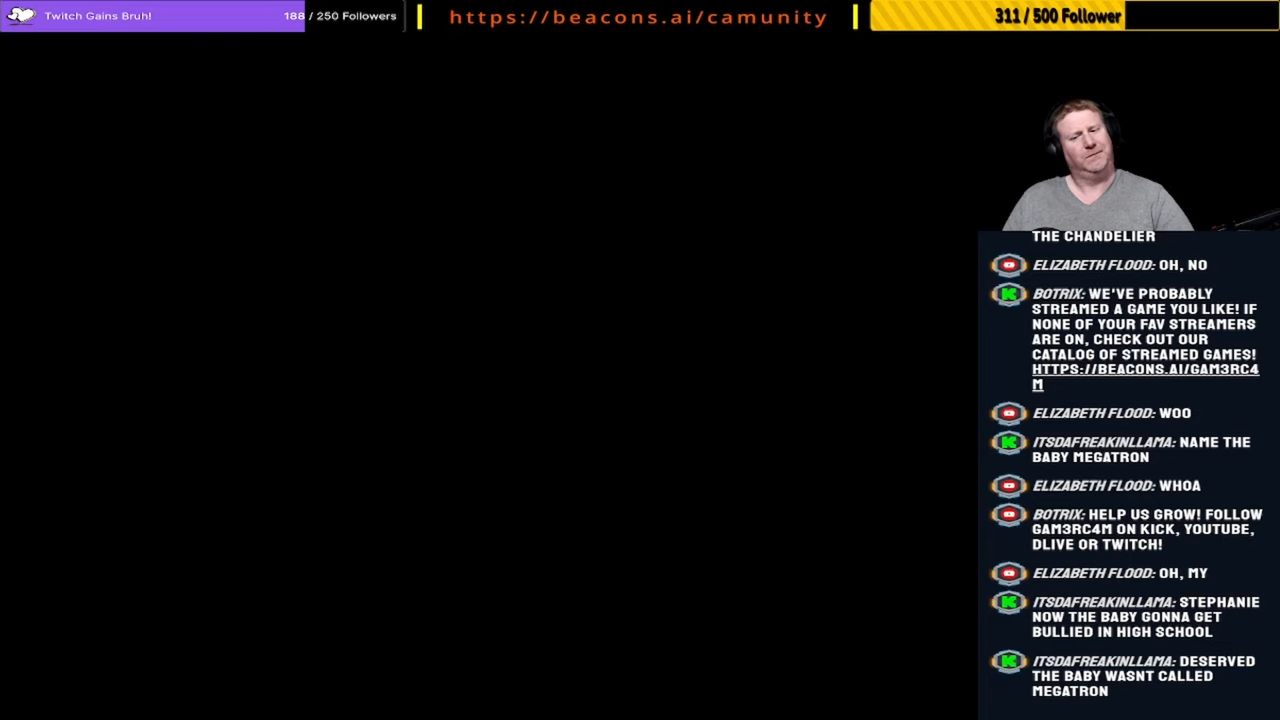 Twitch Gains Bruh!
188 / 250 Followers
https://beacons.ai/camunity
311 / 500 Follower
THE CHANDELIER
ELIZABETH FLOOD: OH, NO
BOTRIX: WE'VE PROBABLY
STREAMED A GAME YOU LIKE! IF
NONE OF YOUR FAV STREAMERS
ARE ON, CHECK OUT OUR
CATALOG OF STREAMED GAMES!
HTTPS://BEACONS.AI/GAM3RC4
M
ELIZABETH FLOOD: WOO
ITSDAFREAKINLLAMA: NAME THE
BABY MEGATRON
ELIZABETH FLOOD: WHOA
BOTRIX: HELP US GROW! FOLLOW
GAM3RC4M ON KICK, YOUTUBE,
DLIVE OR TWITCH!
ELIZABETH FLOOD: OH, MY
ITSDAFREAKINLLAMA: STEPHANIE
NOW THE BABY GONNA GET
BULLIED IN HIGH SCHOOL
ITSDAFREAKINLLAMA: DESERVED
THE BABY WASNT CALLED
MEGATRON